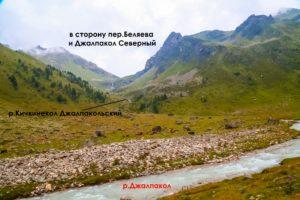 в сторону пер.Беляева
и Джалпакол Северный
р.Кичкинекол Джалпакольский
р.Джалпакол